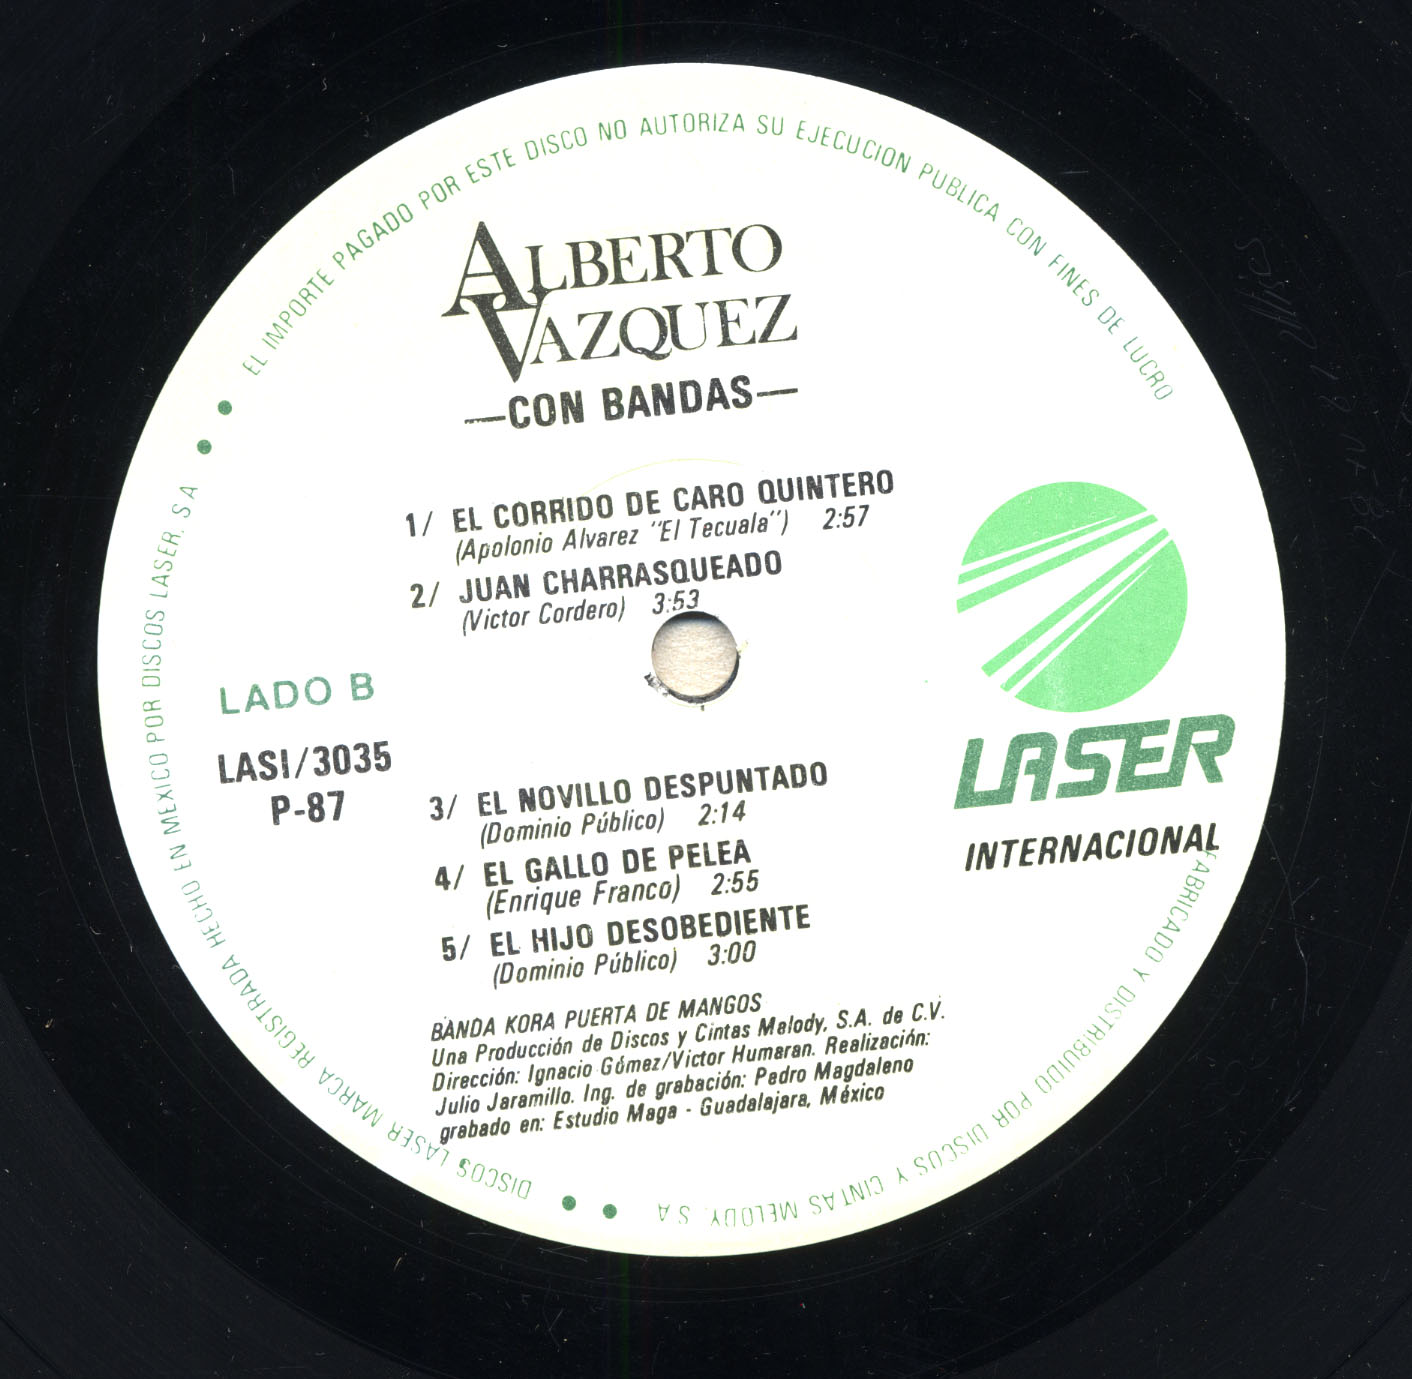 EL IMPORTE PAGADO POR ESTE DISCO NO AUTORIZA SU EJECUCION PUBLICA CON FINES DE LUCRO
ALBERTO
VAZQUEZ
—CON BANDAS—
1/ EL CORRIDO DE CARO QUINTERO
(Apolonio Alvarez "El Tecuala") 2:57
2/ JUAN CHARRASQUEADO
(Victor Cordero) 3:53
LADO B
LASI/3035
P-87
LASER
INTERNACIONAL
3/ EL NOVILLO DESPUNTADO
(Dominio Público) 2:14
4/ EL GALLO DE PELEA
(Enrique Franco) 2:55
5/ EL HIJO DESOBEDIENTE
(Dominio Público) 3:00
BANDA KORA PUERTA DE MANGOS
Una Producción de Discos y Cintas Melody, S.A. de C.V.
Dirección: Ignacio Gómez/Victor Humaran. Realización:
Julio Jaramillo. Ing. de grabación: Pedro Magdaleno
grabado en: Estudio Maga - Guadalajara, México
DISCOS LASER MARCA REGISTRADA HECHO EN MEXICO POR DISCOS LASER, S.A
FABRICADO Y DISTRIBUIDO POR DISCOS Y CINTAS MELODY, S A